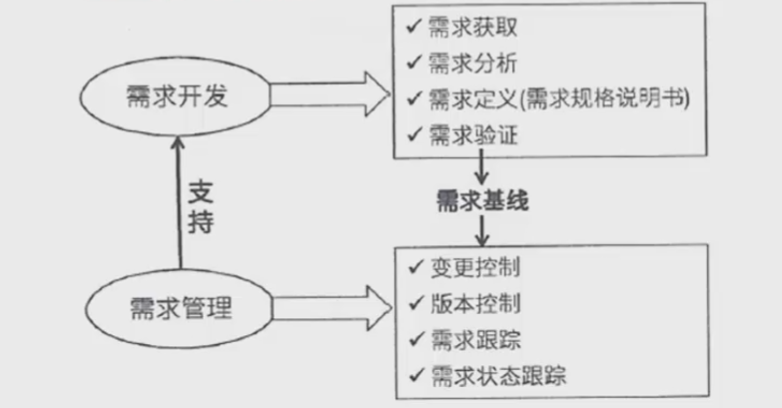 需求开发
✓ 需求获取
✓ 需求分析
✓ 需求定义(需求规格说明书)
✓ 需求验证
支持
需求基线
需求管理
✓ 变更控制
✓ 版本控制
✓ 需求跟踪
✓ 需求状态跟踪